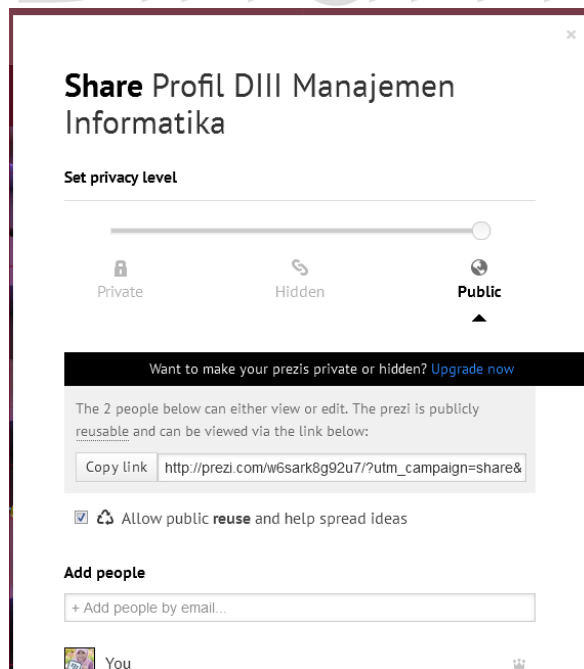 ×
Share Profil DIII Manajemen
Informatika
Set privacy level
Private Hidden Public
Want to make your prezis private or hidden? Upgrade now
The 2 people below can either view or edit. The prezi is publicly
reusable and can be viewed via the link below:
Copy link http://prezi.com/w6sark8g92u7/?utm_campaign=share&
Allow public reuse and help spread ideas
Add people
+ Add people by email...
You